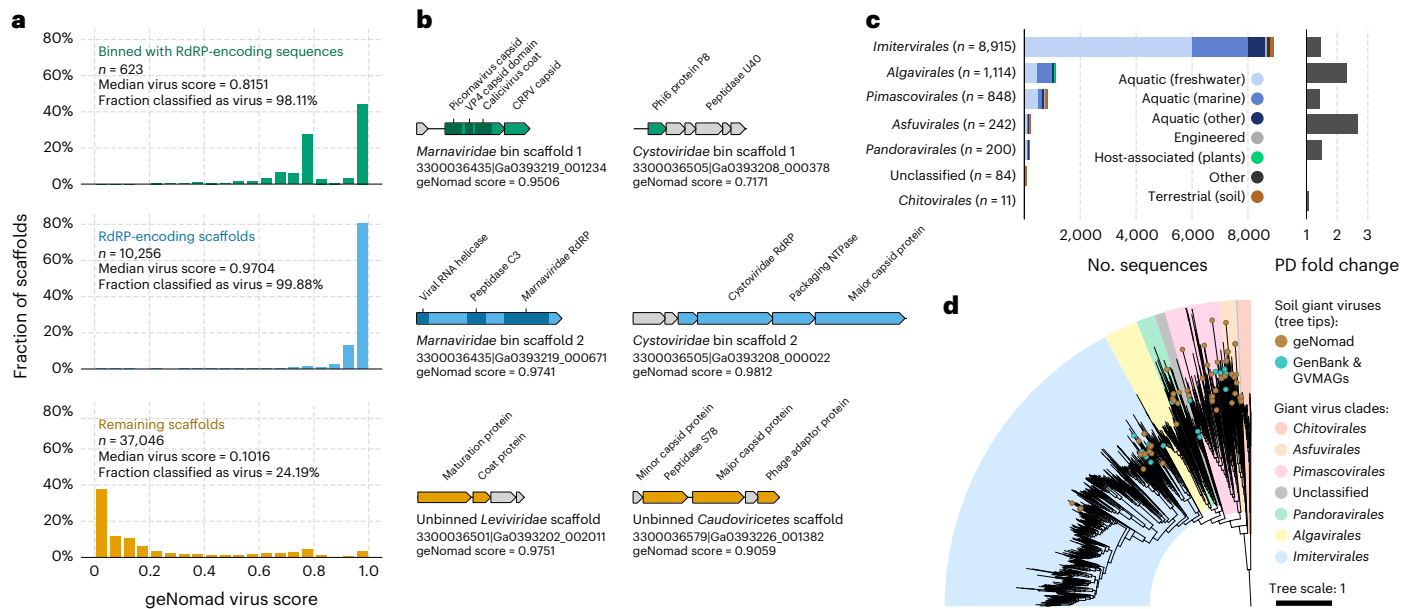 a
Fraction of scaffolds
80%
60%
40%
20%
0%
Binned with RdRP-encoding sequences
n = 623
Median virus score = 0.8151
Fraction classified as virus = 98.11%
80%
60%
40%
20%
0%
RdRP-encoding scaffolds
n = 10,256
Median virus score = 0.9704
Fraction classified as virus = 99.88%
80%
60%
40%
20%
0%
Remaining scaffolds
n = 37,046
Median virus score = 0.1016
Fraction classified as virus = 24.19%
0 0.2 0.4 0.6 0.8 1.0
geNomad virus score
b
Picornavirus capsid
VP4 capsid domain
Calicivirus coat
CRPV capsid
Marnaviridae bin scaffold 1
3300036435|Ga0393219_001234
geNomad score = 0.9506
Phi6 protein P8
Peptidase U40
Cystoviridae bin scaffold 1
3300036505|Ga0393208_000378
geNomad score = 0.7171
Viral RNA helicase
Peptidase C3
Marnaviridae RdRP
Marnaviridae bin scaffold 2
3300036435|Ga0393219_000671
geNomad score = 0.9741
Cystoviridae RdRP
Packaging NTPase
Major capsid protein
Cystoviridae bin scaffold 2
3300036505|Ga0393208_000022
geNomad score = 0.9812
Maturation protein
Coat protein
Unbinned Leviviridae scaffold
3300036501|Ga0393202_002011
geNomad score = 0.9751
Minor capsid protein
Peptidase S78
Major capsid protein
Phage adaptor protein
Unbinned Caudoviricetes scaffold
3300036579|Ga0393226_001382
geNomad score = 0.9059
c
Imitervirales (n = 8,915)
Algavirales (n = 1,114)
Pimascovirales (n = 848)
Asfuvirales (n = 242)
Pandoravirales (n = 200)
Unclassified (n = 84)
Chitovirales (n = 11)
Aquatic (freshwater)
Aquatic (marine)
Aquatic (other)
Engineered
Host-associated (plants)
Other
Terrestrial (soil)
2,000 4,000 6,000 8,000
No. sequences
1 2 3
PD fold change
d
Soil giant viruses
(tree tips):
geNomad
GenBank &
GVMAGs
Giant virus clades:
Chitovirales
Asfuvirales
Pimascovirales
Unclassified
Pandoravirales
Algavirales
Imitervirales
Tree scale: 1